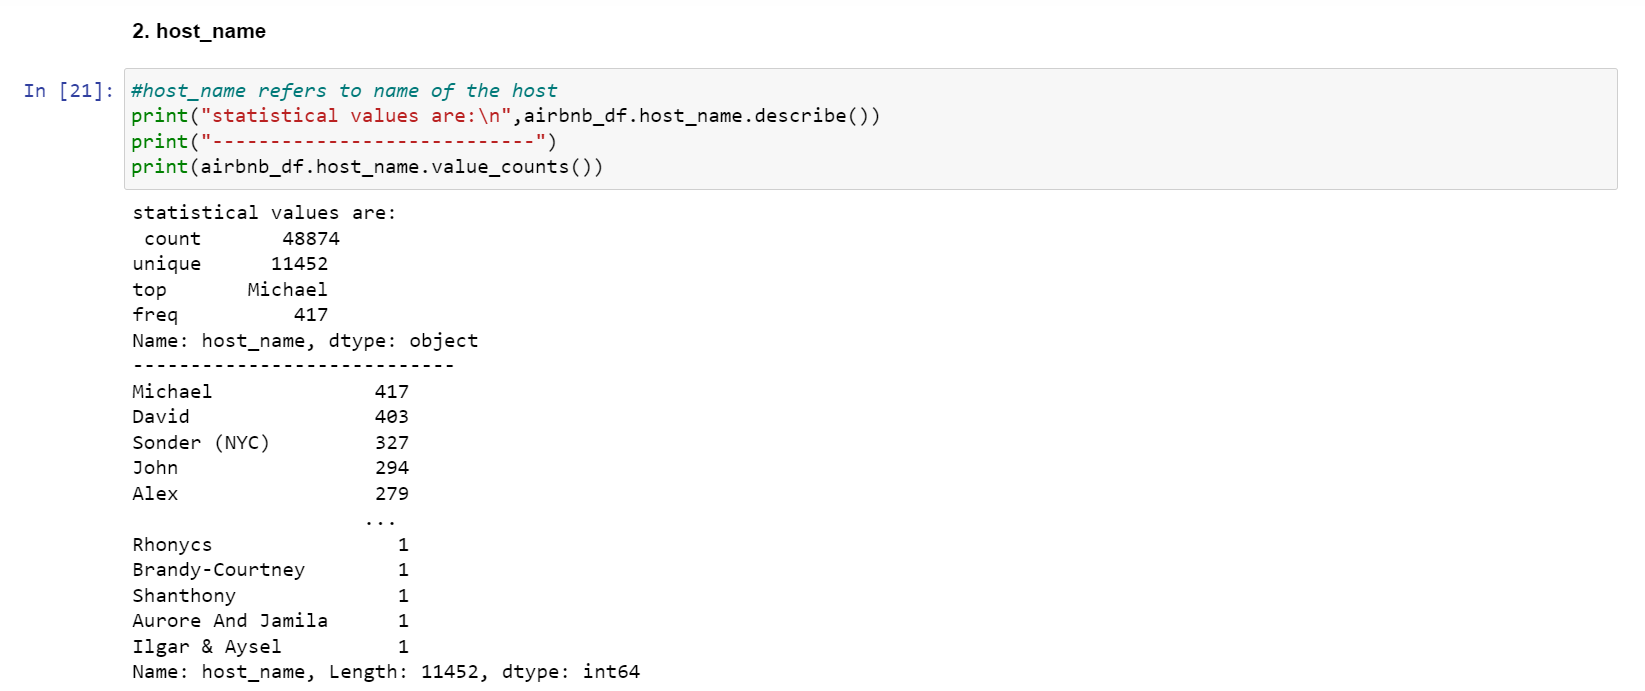 2. host_name
In [21]: #host_name refers to name of the host
print("statistical values are:\n",airbnb_df.host_name.describe())
print("----------------------------")
print(airbnb_df.host_name.value_counts())
statistical values are:
 count       48874
unique      11452
top       Michael
freq          417
Name: host_name, dtype: object
----------------------------
Michael              417
David                403
Sonder (NYC)         327
John                 294
Alex                 279
                    ...
Rhonycs                1
Brandy-Courtney        1
Shanthony              1
Aurore And Jamila      1
Ilgar & Aysel          1
Name: host_name, Length: 11452, dtype: int64